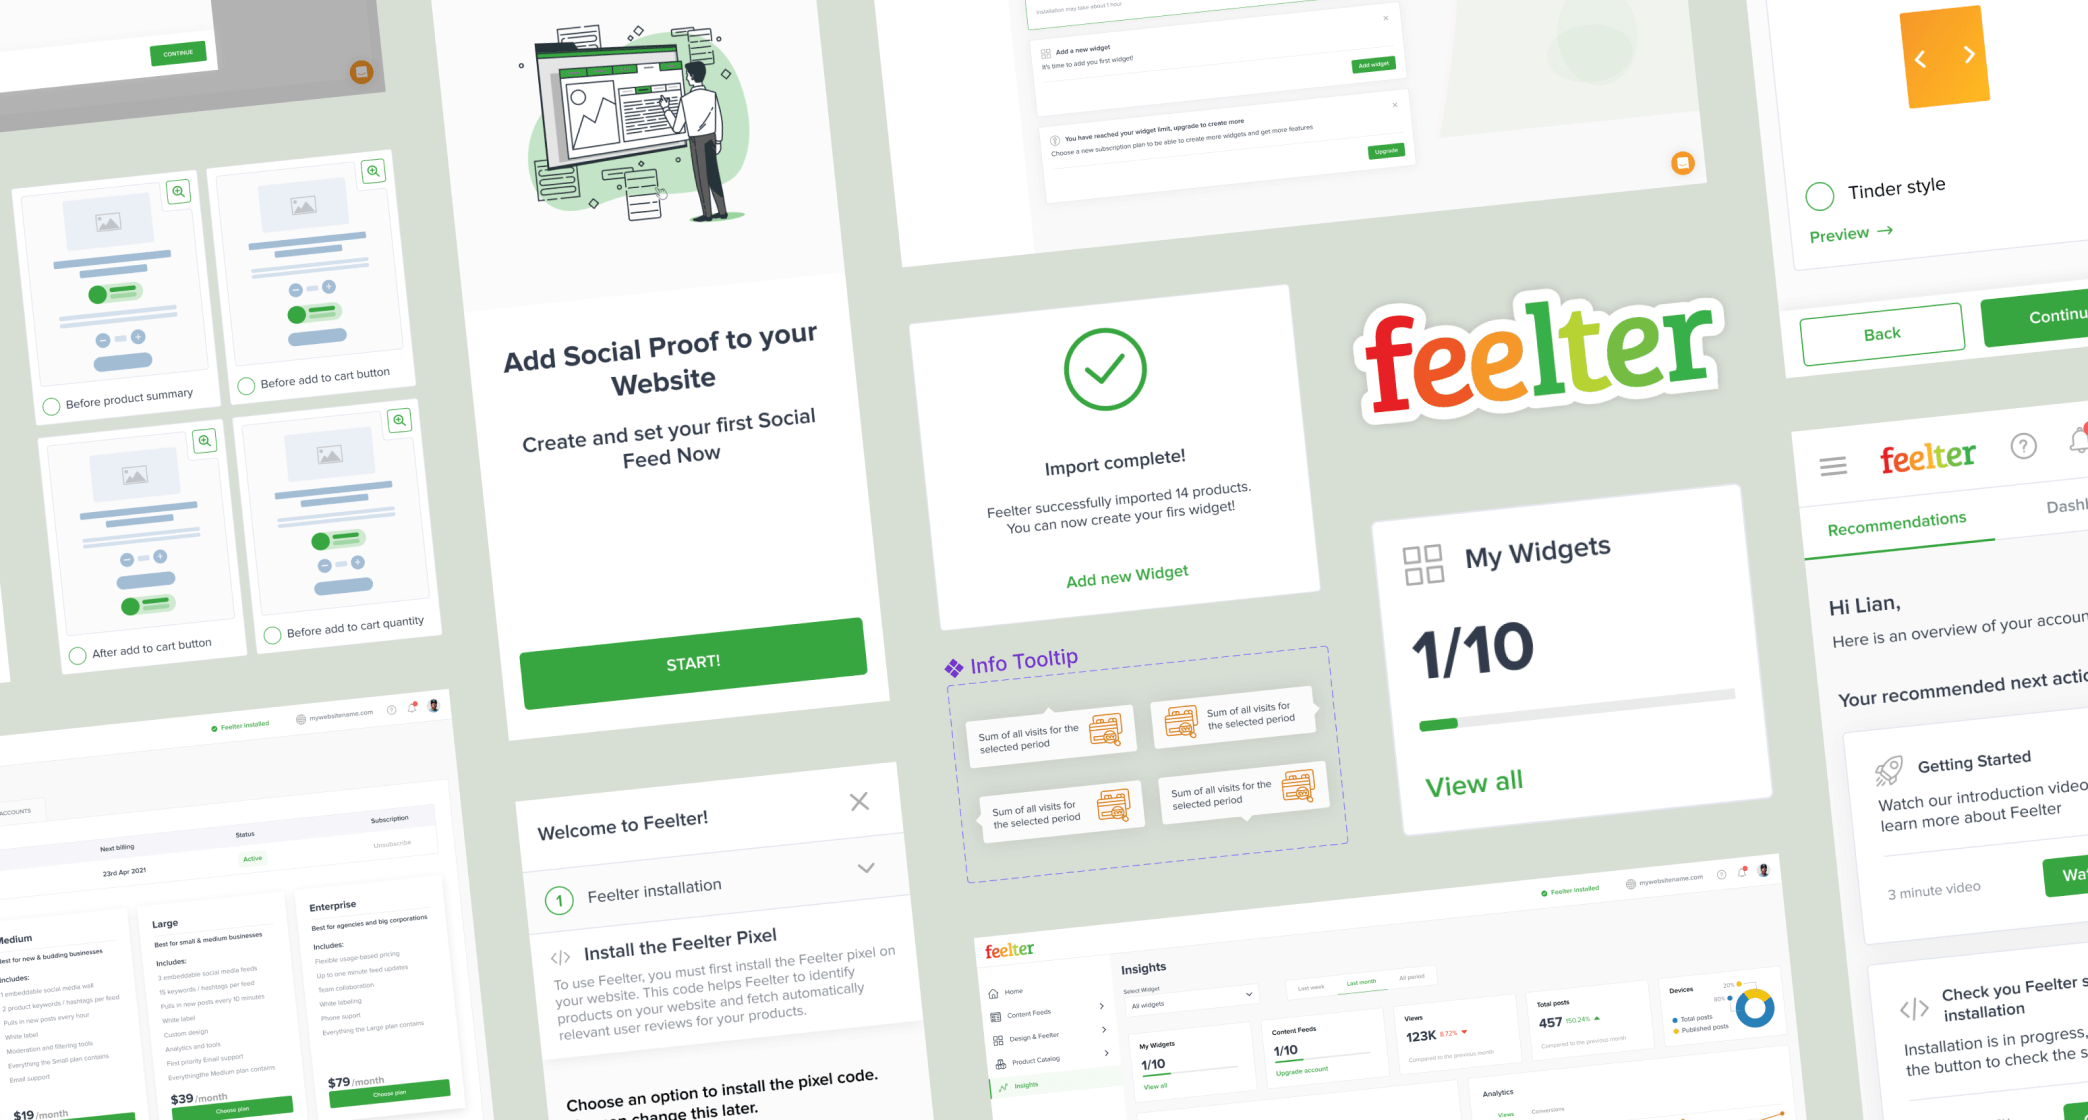 CONTINUE
Before product summary
Before add to cart button
After add to cart button
Before add to cart quantity
Add Social Proof to your
Website
Create and set your first Social
Feed Now
START!
Installation may take about 1 hour
Add a new widget
It's time to add you first widget!
Add widget
You have reached your widget limit, upgrade to create more
Choose a new subscription plan to be able to create more widgets and get more features
Upgrade
Tinder style
Preview →
Back
Continu
Import complete!
Feelter successfully imported 14 products.
You can now create your firs widget!
Add new Widget
feelter
Info Tooltip
Sum of all visits for the
selected period
Sum of all visits for
the selected period
Sum of all visits for
the selected period
Sum of all visits for the
selected period
My Widgets
1/10
View all
feelter
Recommendations
Dashb
Hi Lian,
Here is an overview of your accoun
Your recommended next actio
Getting Started
Watch our introduction video
learn more about Feelter
3 minute video
Wat
Check you Feelter s
installation
Installation is in progress,
the button to check the s
Feelter installed
mywebsitename.com
ACCOUNTS
Next billing
Status
Subscription
23rd Apr 2021
Active
Unsubscribe
Medium
Best for new & budding businesses
Includes:
1 embeddable social media wall
2 product keywords / hashtags per feed
Pulls in new posts every hour
White label
Moderation and filtering tools
Everything the Small plan contains
Email support
$19/month
Large
Best for small & medium businesses
Includes:
3 embeddable social media feeds
15 keywords / hashtags per feed
Pulls in new posts every 10 minutes
White label
Custom design
Analytics and tools
First priority Email support
Everythingthe Medium plan contains
$39/month
Choose plan
Enterprise
Best for agencies and big corporations
Includes:
Flexible usage-based pricing
Up to one minute feed updates
Team collaboration
White labeling
Phone suport
Everything the Large plan contains
$79/month
Choose plan
Welcome to Feelter!
1
Feelter installation
Install the Feelter Pixel
To use Feelter, you must first install the Feelter pixel on
your website. This code helps Feelter to identify
products on your website and fetch automatically
relevant user reviews for your products.
Choose an option to install the pixel code.
change this later.
Feelter installed
mywebsitename.com
feelter
Home
Content Feeds
Design & Feelter
Product Catalog
Insights
Insights
Select Widget
All widgets
Last week
Last month
All period
My Widgets
1/10
View all
Content Feeds
1/10
Upgrade account
Views
123K 8.72%
Compared to the previous month
Total posts
457 150.24%
Compared to the previous month
Devices
20%
80%
Total posts
Published posts
Analytics
Views
Conversions